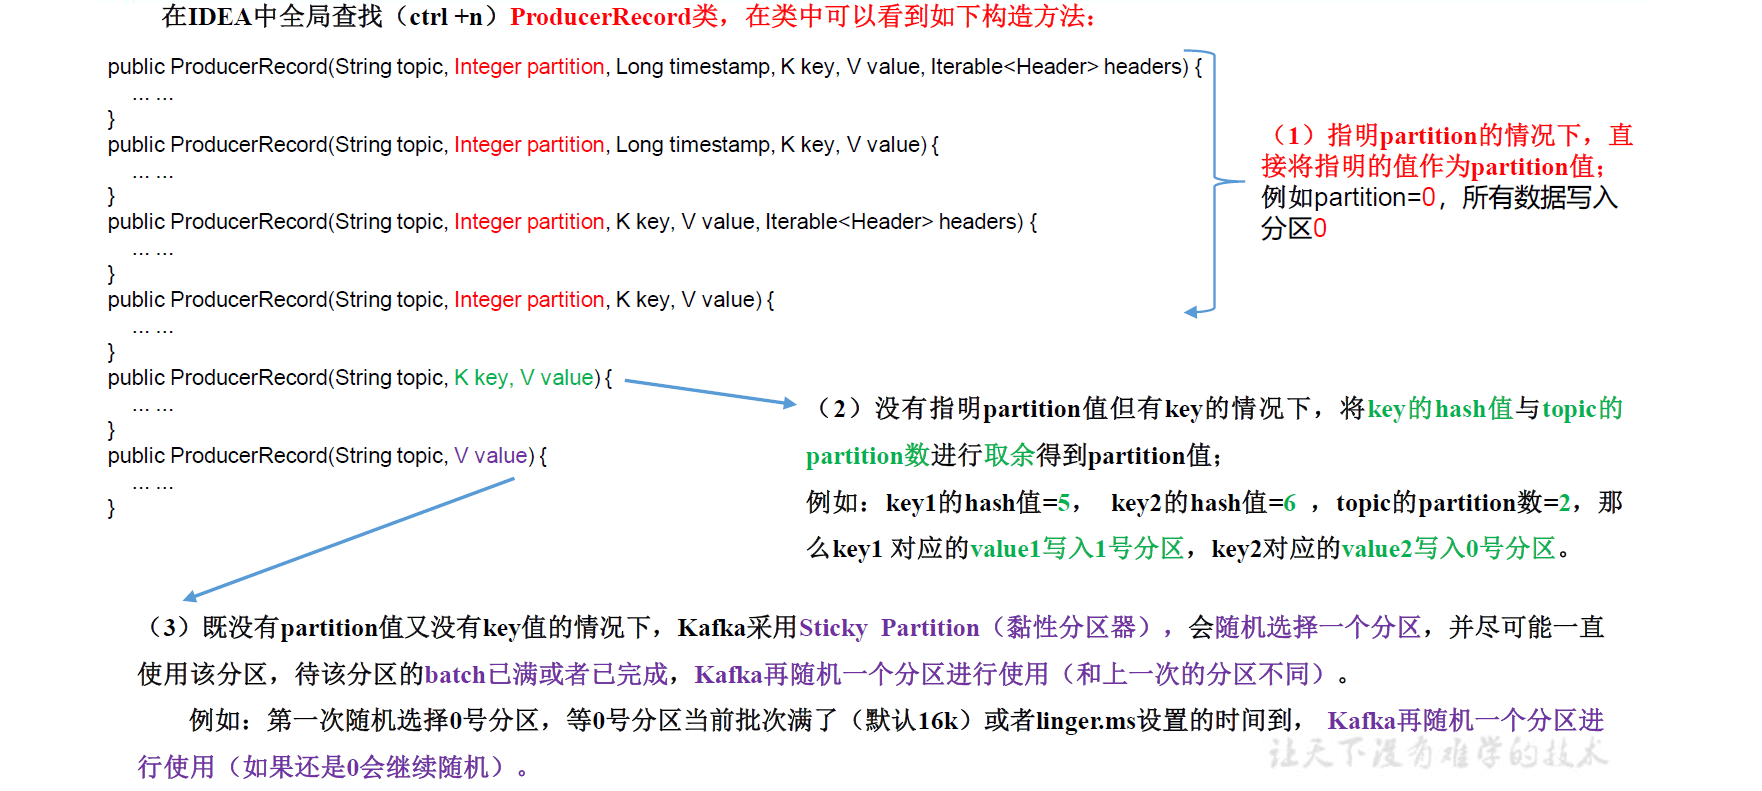 在IDEA中全局查找（ctrl +n）ProducerRecord类，在类中可以看到如下构造方法：
public ProducerRecord(String topic, Integer partition, Long timestamp, K key, V value, Iterable<Header> headers) {
... ...
}
public ProducerRecord(String topic, Integer partition, Long timestamp, K key, V value) {
... ...
}
public ProducerRecord(String topic, Integer partition, K key, V value, Iterable<Header> headers) {
... ...
}
public ProducerRecord(String topic, Integer partition, K key, V value) {
... ...
}
public ProducerRecord(String topic, K key, V value) {
... ...
}
public ProducerRecord(String topic, V value) {
... ...
}
（1）指明partition的情况下，直
接将指明的值作为partition值；
例如partition=0，所有数据写入
分区0
（2）没有指明partition值但有key的情况下，将key的hash值与topic的
partition数进行取余得到partition值；
例如：key1的hash值=5， key2的hash值=6 ，topic的partition数=2，那
么key1 对应的value1写入1号分区，key2对应的value2写入0号分区。
（3）既没有partition值又没有key值的情况下，Kafka采用Sticky Partition（黏性分区器），会随机选择一个分区，并尽可能一直
使用该分区，待该分区的batch已满或者已完成，Kafka再随机一个分区进行使用（和上一次的分区不同）。
例如：第一次随机选择0号分区，等0号分区当前批次满了（默认16k）或者linger.ms设置的时间到， Kafka再随机一个分区进
行使用（如果还是0会继续随机）。
让天下没有难学的技术